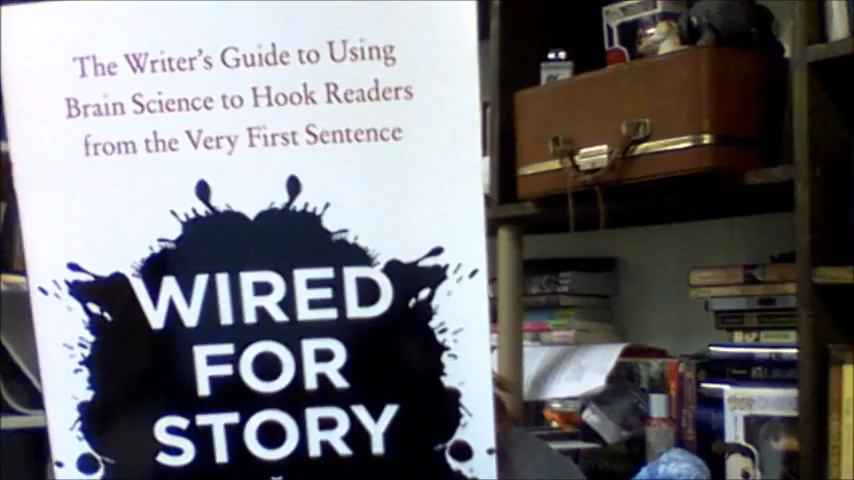 The Writer's Guide to Using
Brain Science to Hook Readers
from the Very First Sentence
WIRED
FOR
STORY